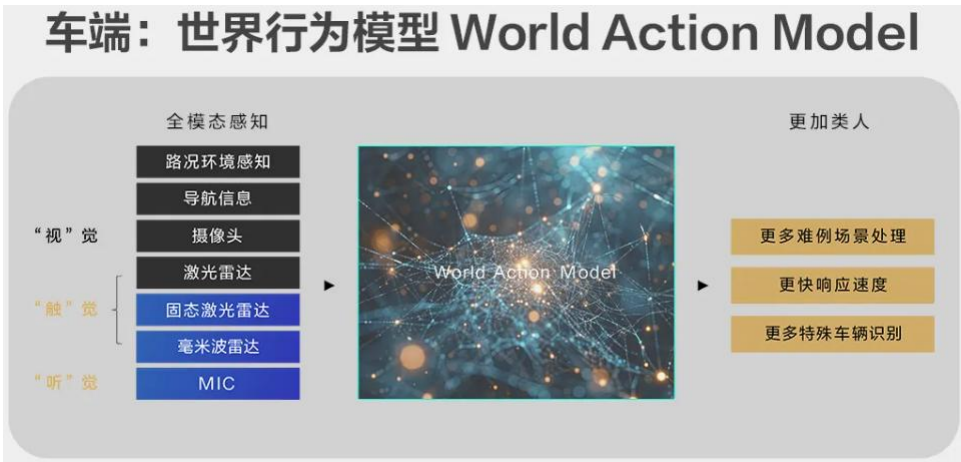 车端：世界行为模型 World Action Model
全模态感知
更加类人
路况环境感知
导航信息
“视”觉
摄像头
激光雷达
“触”觉
固态激光雷达
毫米波雷达
“听”觉
MIC
World Action Model
更多难例场景处理
更快响应速度
更多特殊车辆识别